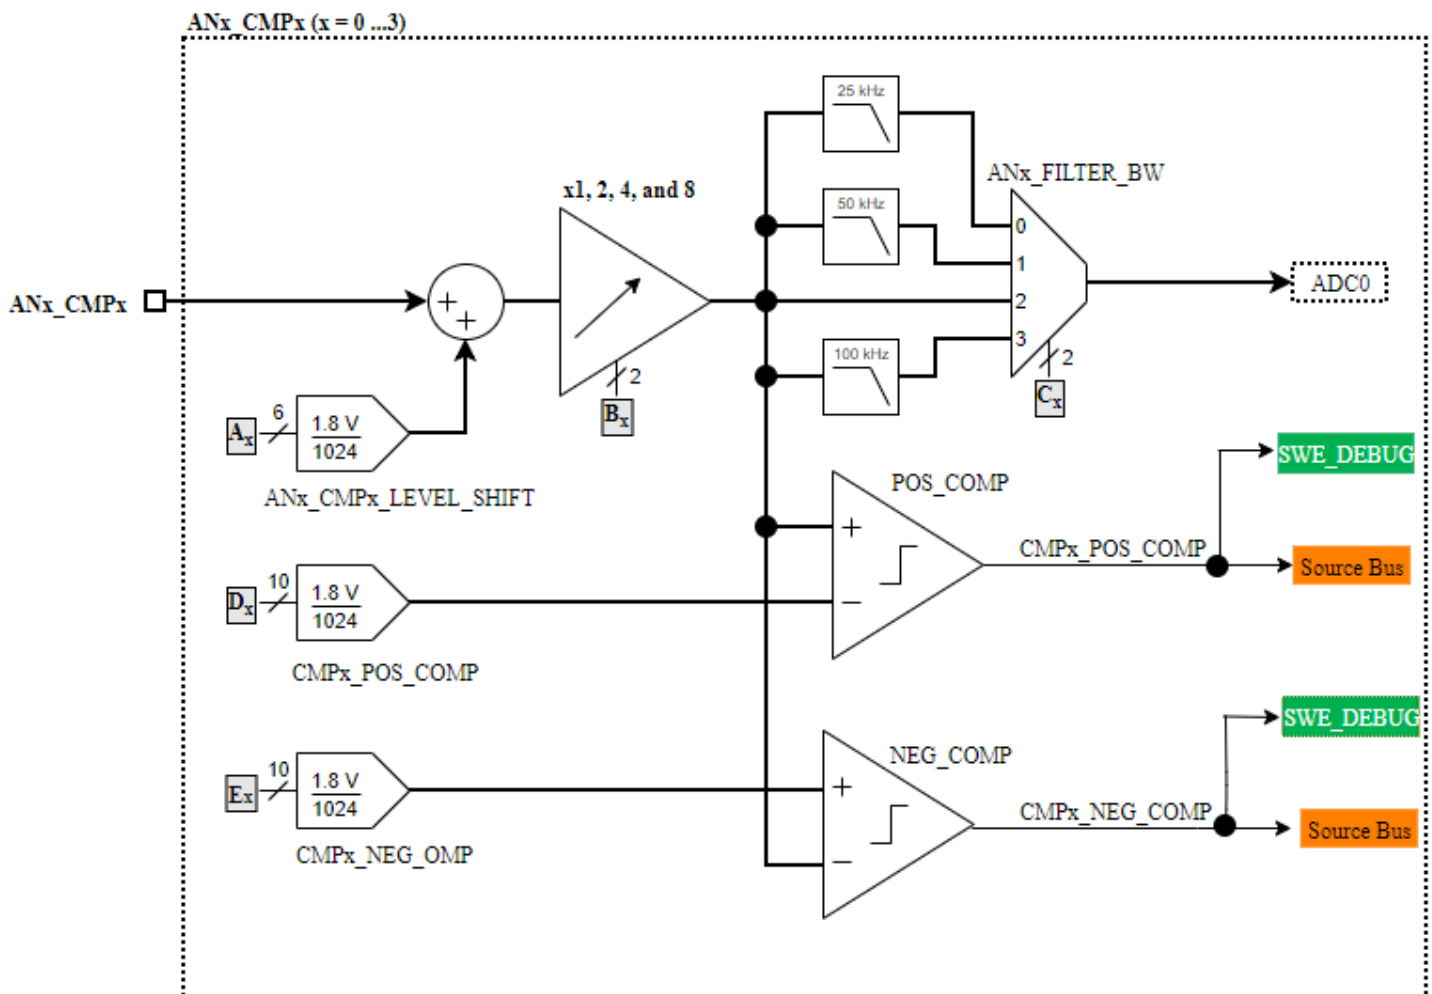 ANx_CMPx (x = 0 ...3)
25 kHz
ANx_FILTER_BW
x1, 2, 4, and 8
50 kHz
0
1
ADC0
ANx_CMPx
+
+
2
3
100 kHz
2
2
Cx
Bx
6
Ax
1.8 V
1024
SWE_DEBUG
ANx_CMPx_LEVEL_SHIFT
POS_COMP
+
CMPx_POS_COMP
Source Bus
10
Dx
1.8 V
1024
−
CMPx_POS_COMP
SWE_DEBUG
NEG_COMP
10
Ex
1.8 V
1024
+
CMPx_NEG_COMP
Source Bus
CMPx_NEG_OMP
−